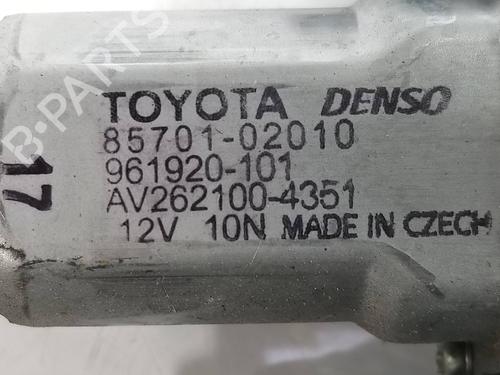 TOYOTA DENSO
85701-02010
961920-101
AV262100-4351
12V 10N MADE IN CZECH
17
B-PARTS